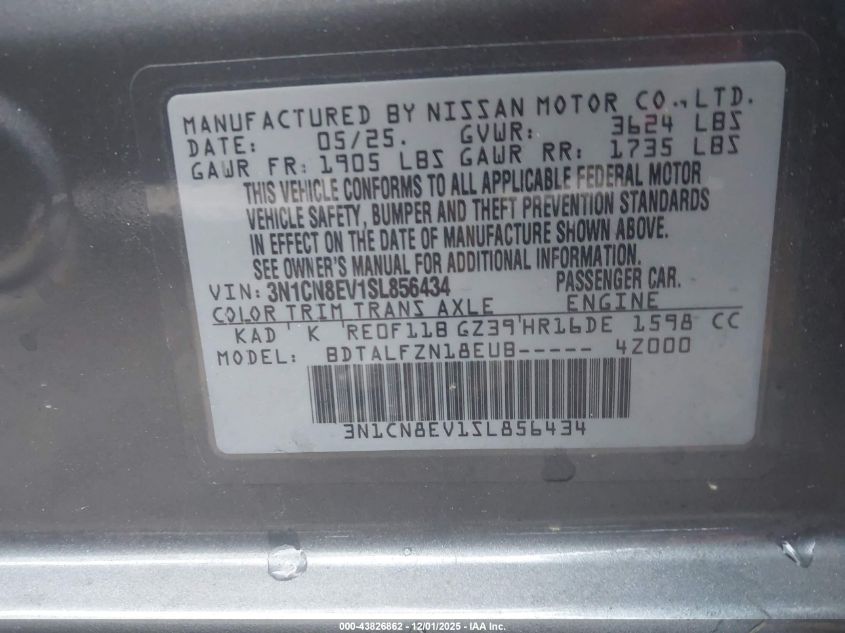 MANUFACTURED BY NISSAN MOTOR CO., LTD.
DATE: 05/25. GVWR: 3624 LBS
GAWR FR: 1905 LBS GAWR RR: 1735 LBS
THIS VEHICLE CONFORMS TO ALL APPLICABLE FEDERAL MOTOR
VEHICLE SAFETY, BUMPER AND THEFT PREVENTION STANDARDS
IN EFFECT ON THE DATE OF MANUFACTURE SHOWN ABOVE.
SEE OWNER'S MANUAL FOR ADDITIONAL INFORMATION.
VIN: 3N1CN8EV1SL856434 PASSENGER CAR.
COLOR TRIM TRANS AXLE ENGINE
KAD K RE0F11B GZ39 HR16DE 1598 CC
MODEL: BDTALFZN18EUB----- 4Z000
3N1CN8EV1SL856434
000-43826862 - 12/01/2025 - IAA Inc.